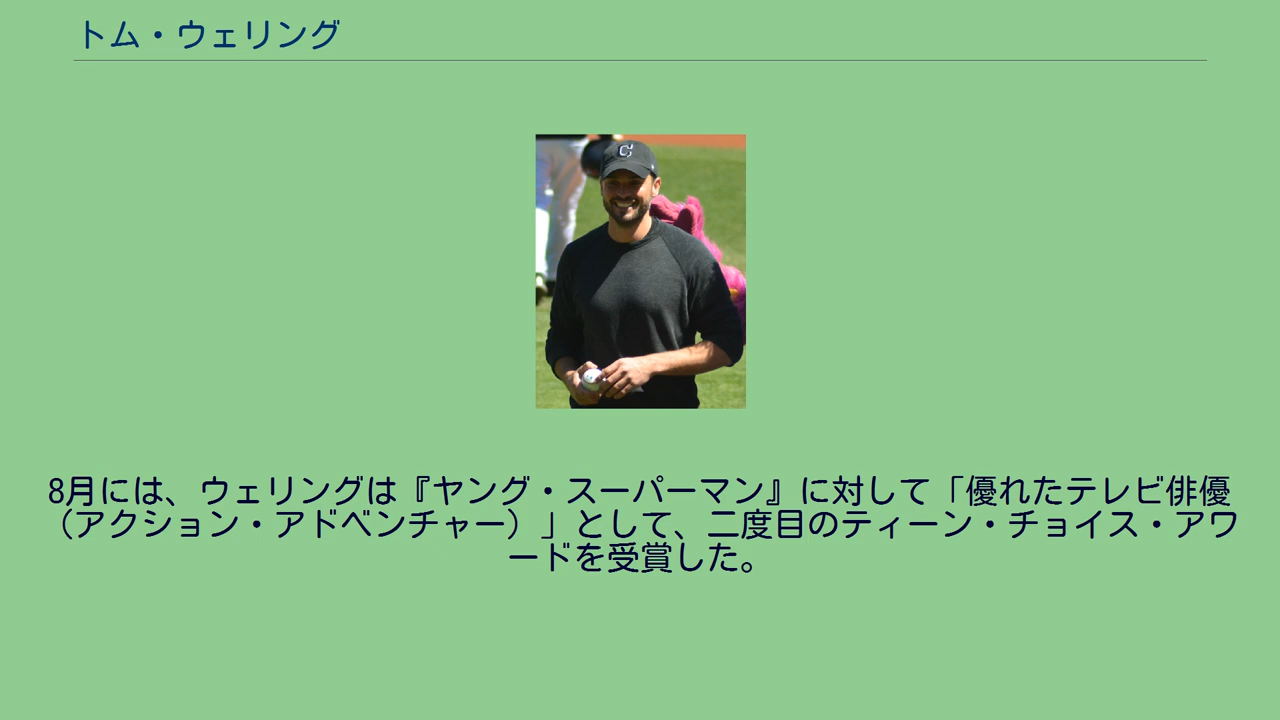 トム・ウェリング
C
8月には、ウェリングは『ヤング・スーパーマン』に対して「優れたテレビ俳優
（アクション・アドベンチャー）」として、二度目のティーン・チョイス・アワ
ードを受賞した。